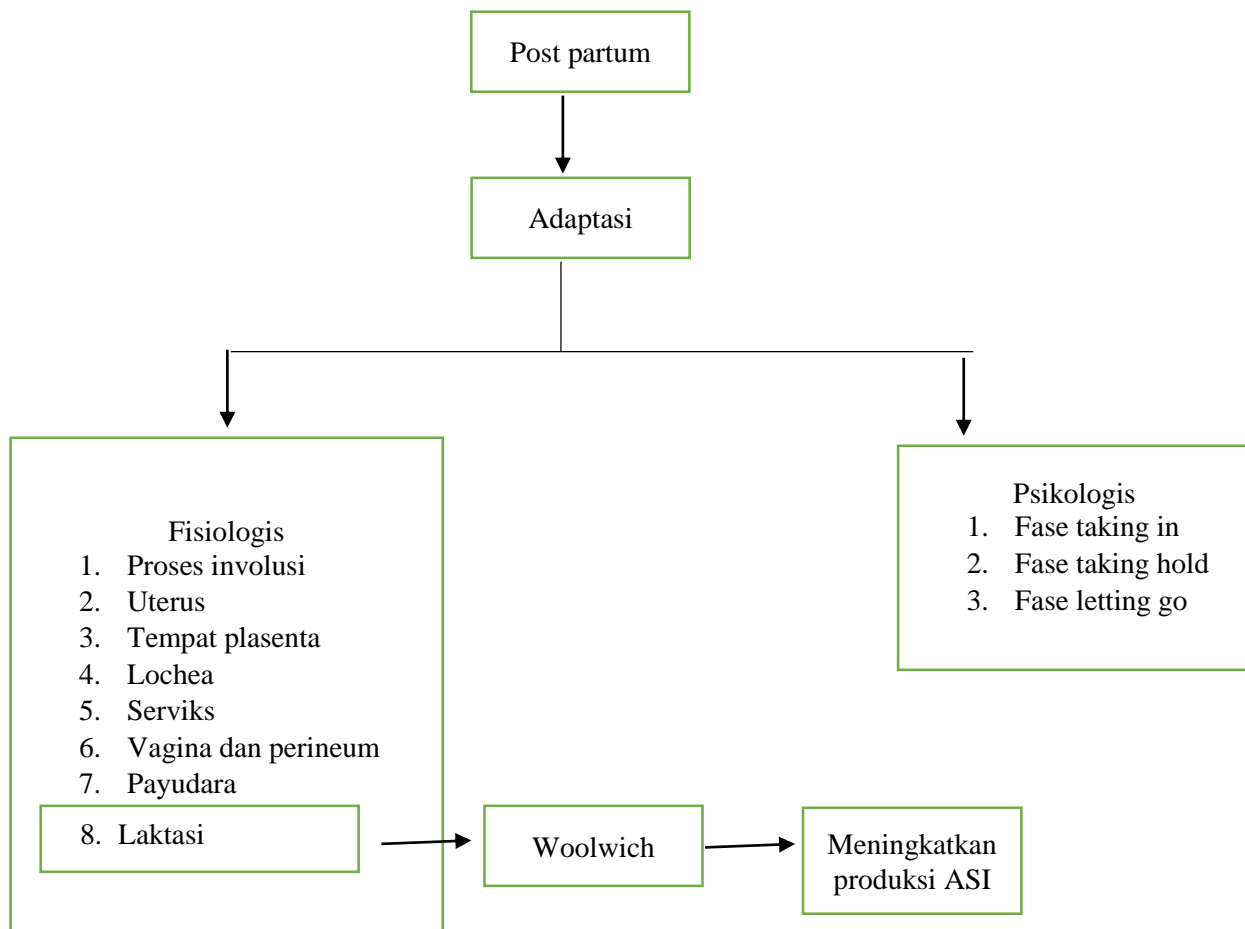 Post partum
Adaptasi
Fisiologis
1. Proses involusi
2. Uterus
3. Tempat plasenta
4. Lochea
5. Serviks
6. Vagina dan perineum
7. Payudara
8. Laktasi
Psikologis
1. Fase taking in
2. Fase taking hold
3. Fase letting go
Woolwich
Meningkatkan
produksi ASI